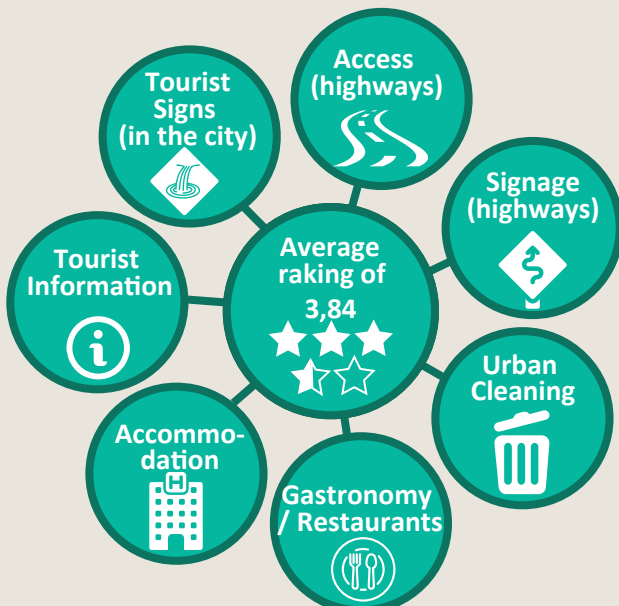 Access
(highways)
Tourist
Signs
(in the city)
Signage
(highways)
Tourist
Information
i
Average
raking of
3,84
Urban
Cleaning
Accommo-
dation
H
Gastronomy
/ Restaurants